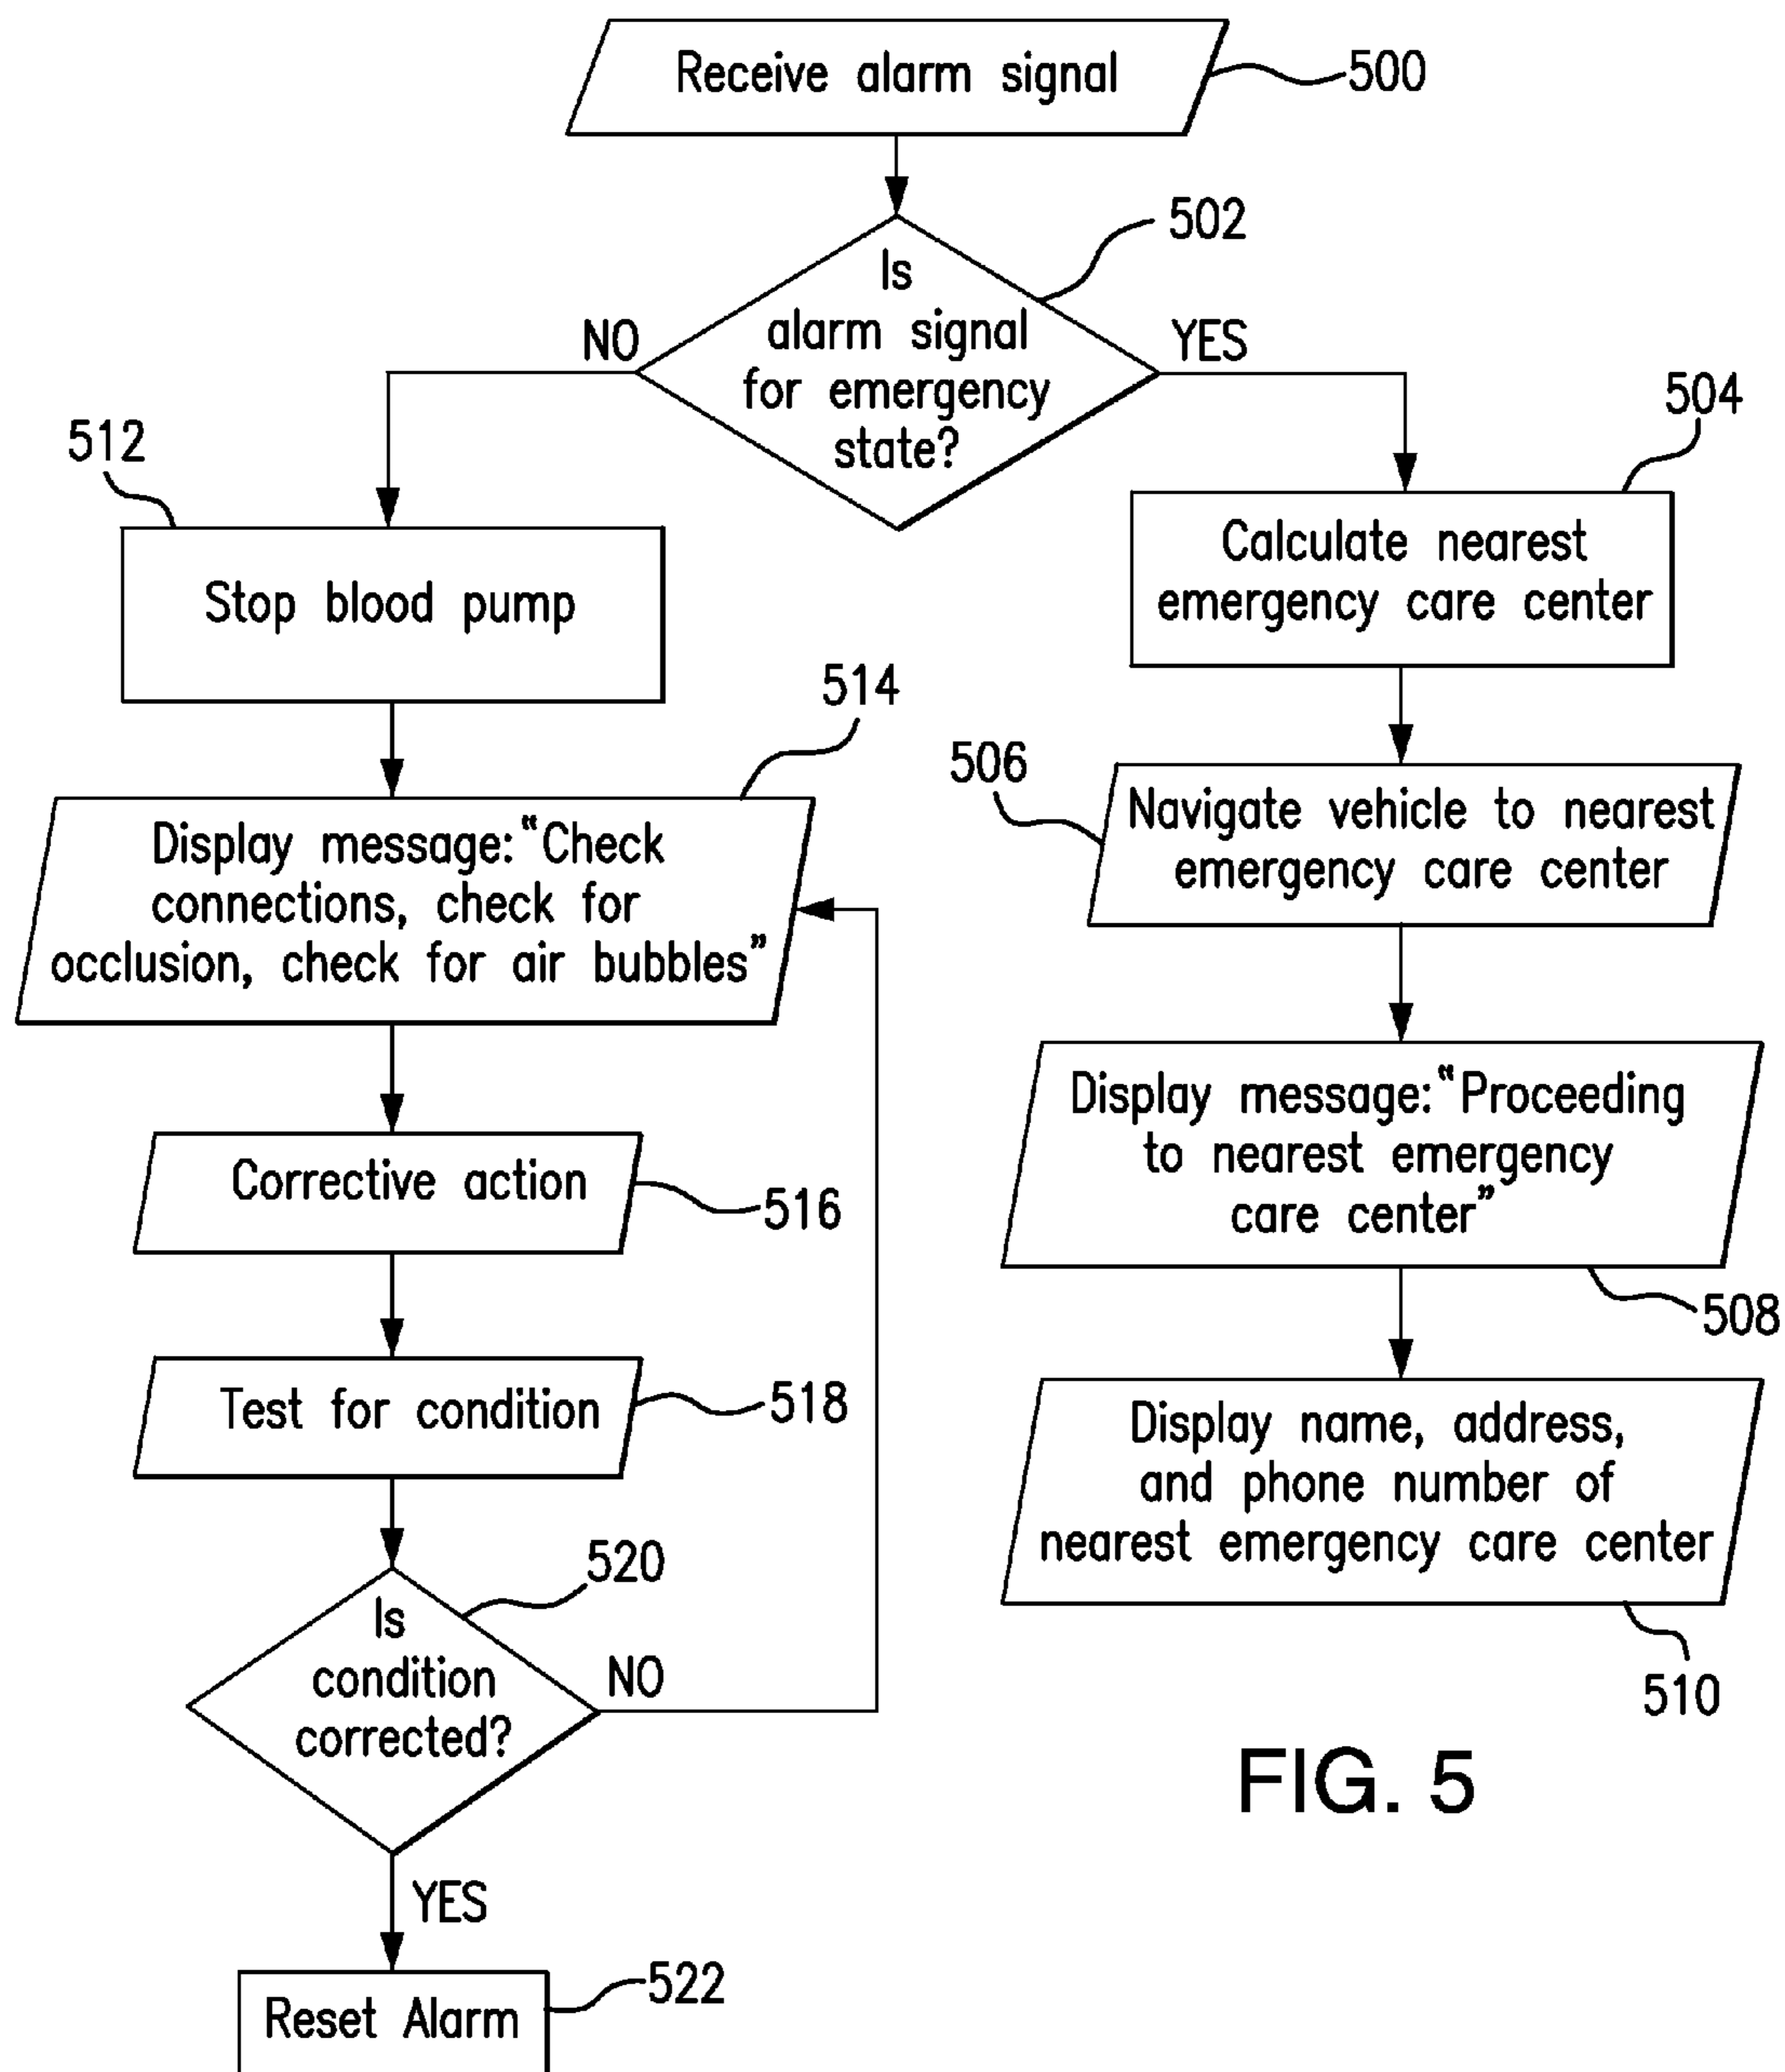 Receive alarm signal
500
502
Is
alarm signal
for emergency
state?
NO
YES
504
Calculate nearest
emergency care center
506
Navigate vehicle to nearest
emergency care center
Display message: “Proceeding
to nearest emergency
care center”
508
Display name, address,
and phone number of
nearest emergency care center
510
512
Stop blood pump
514
Display message: “Check
connections, check for
occlusion, check for air bubbles”
Corrective action
516
Test for condition
518
520
Is
condition
corrected?
NO
YES
Reset Alarm
522
FIG. 5